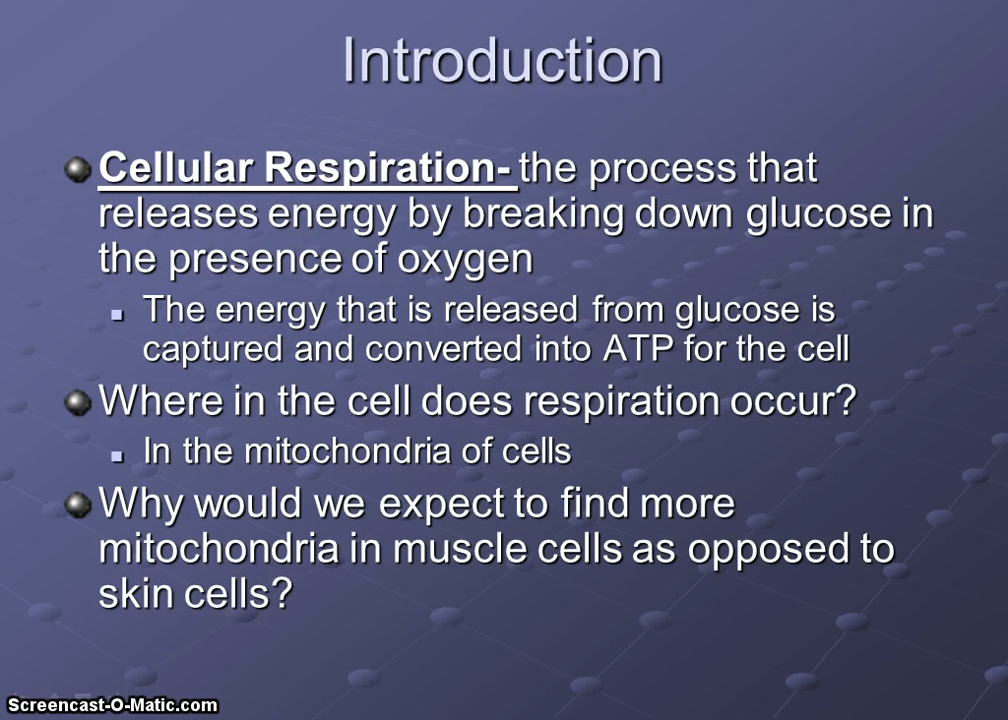 Introduction
Cellular Respiration- the process that
releases energy by breaking down glucose in
the presence of oxygen
The energy that is released from glucose is
captured and converted into ATP for the cell
Where in the cell does respiration occur?
In the mitochondria of cells
Why would we expect to find more
mitochondria in muscle cells as opposed to
skin cells?
Screencast-O-Matic.com